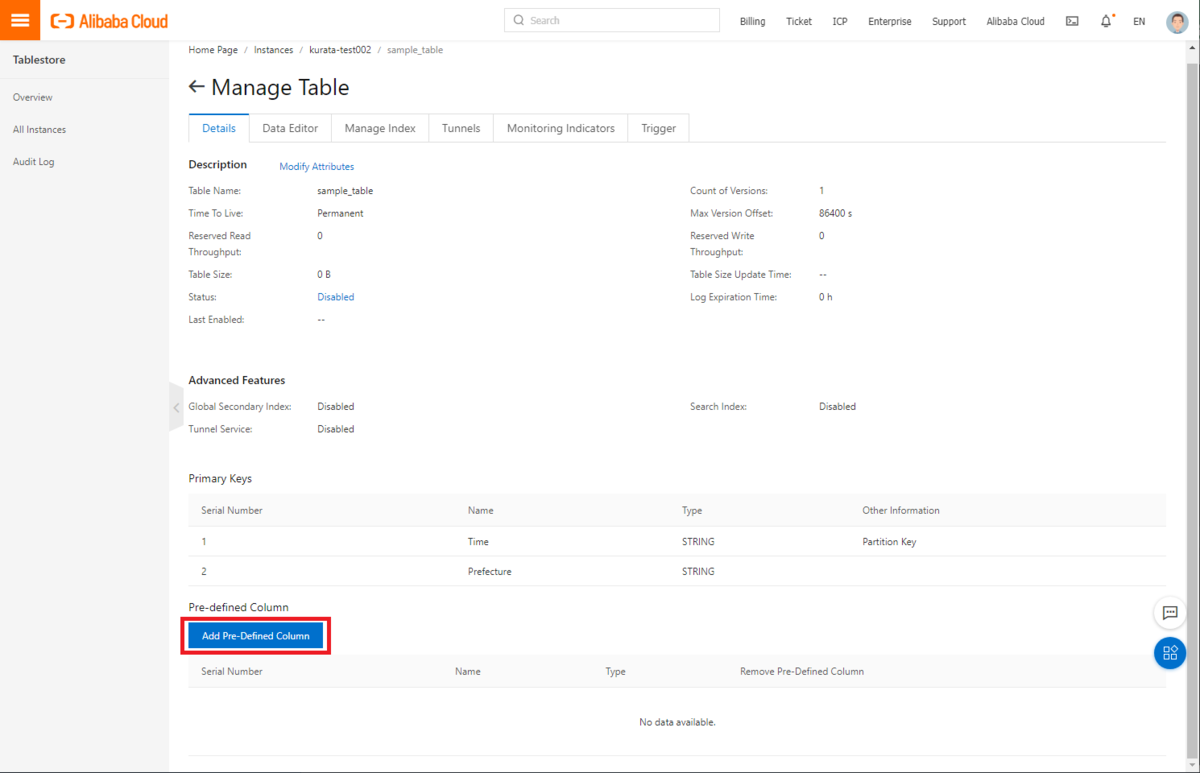 Alibaba Cloud
Search
Billing Ticket ICP Enterprise Support Alibaba Cloud EN
Tablestore
Overview
All Instances
Audit Log
Home Page / Instances / kurata-test002 / sample_table
Manage Table
Details Data Editor Manage Index Tunnels Monitoring Indicators Trigger
Description Modify Attributes
Table Name: sample_table Count of Versions: 1
Time To Live: Permanent Max Version Offset: 86400 s
Reserved Read 0 Reserved Write 0
Throughput: Throughput:
Table Size: 0 B Table Size Update Time: --
Status: Disabled Log Expiration Time: 0 h
Last Enabled: --
Advanced Features
Global Secondary Index: Disabled Search Index: Disabled
Tunnel Service: Disabled
Primary Keys
Serial Number Name Type Other Information
1 Time STRING Partition Key
2 Prefecture STRING
Pre-defined Column
Add Pre-Defined Column
Serial Number Name Type Remove Pre-Defined Column
No data available.